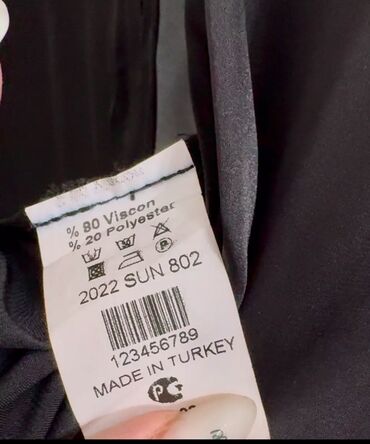 % 80 Viscon
% 20 Polyester
P
2022 SUN 802
123456789
MADE IN TURKEY